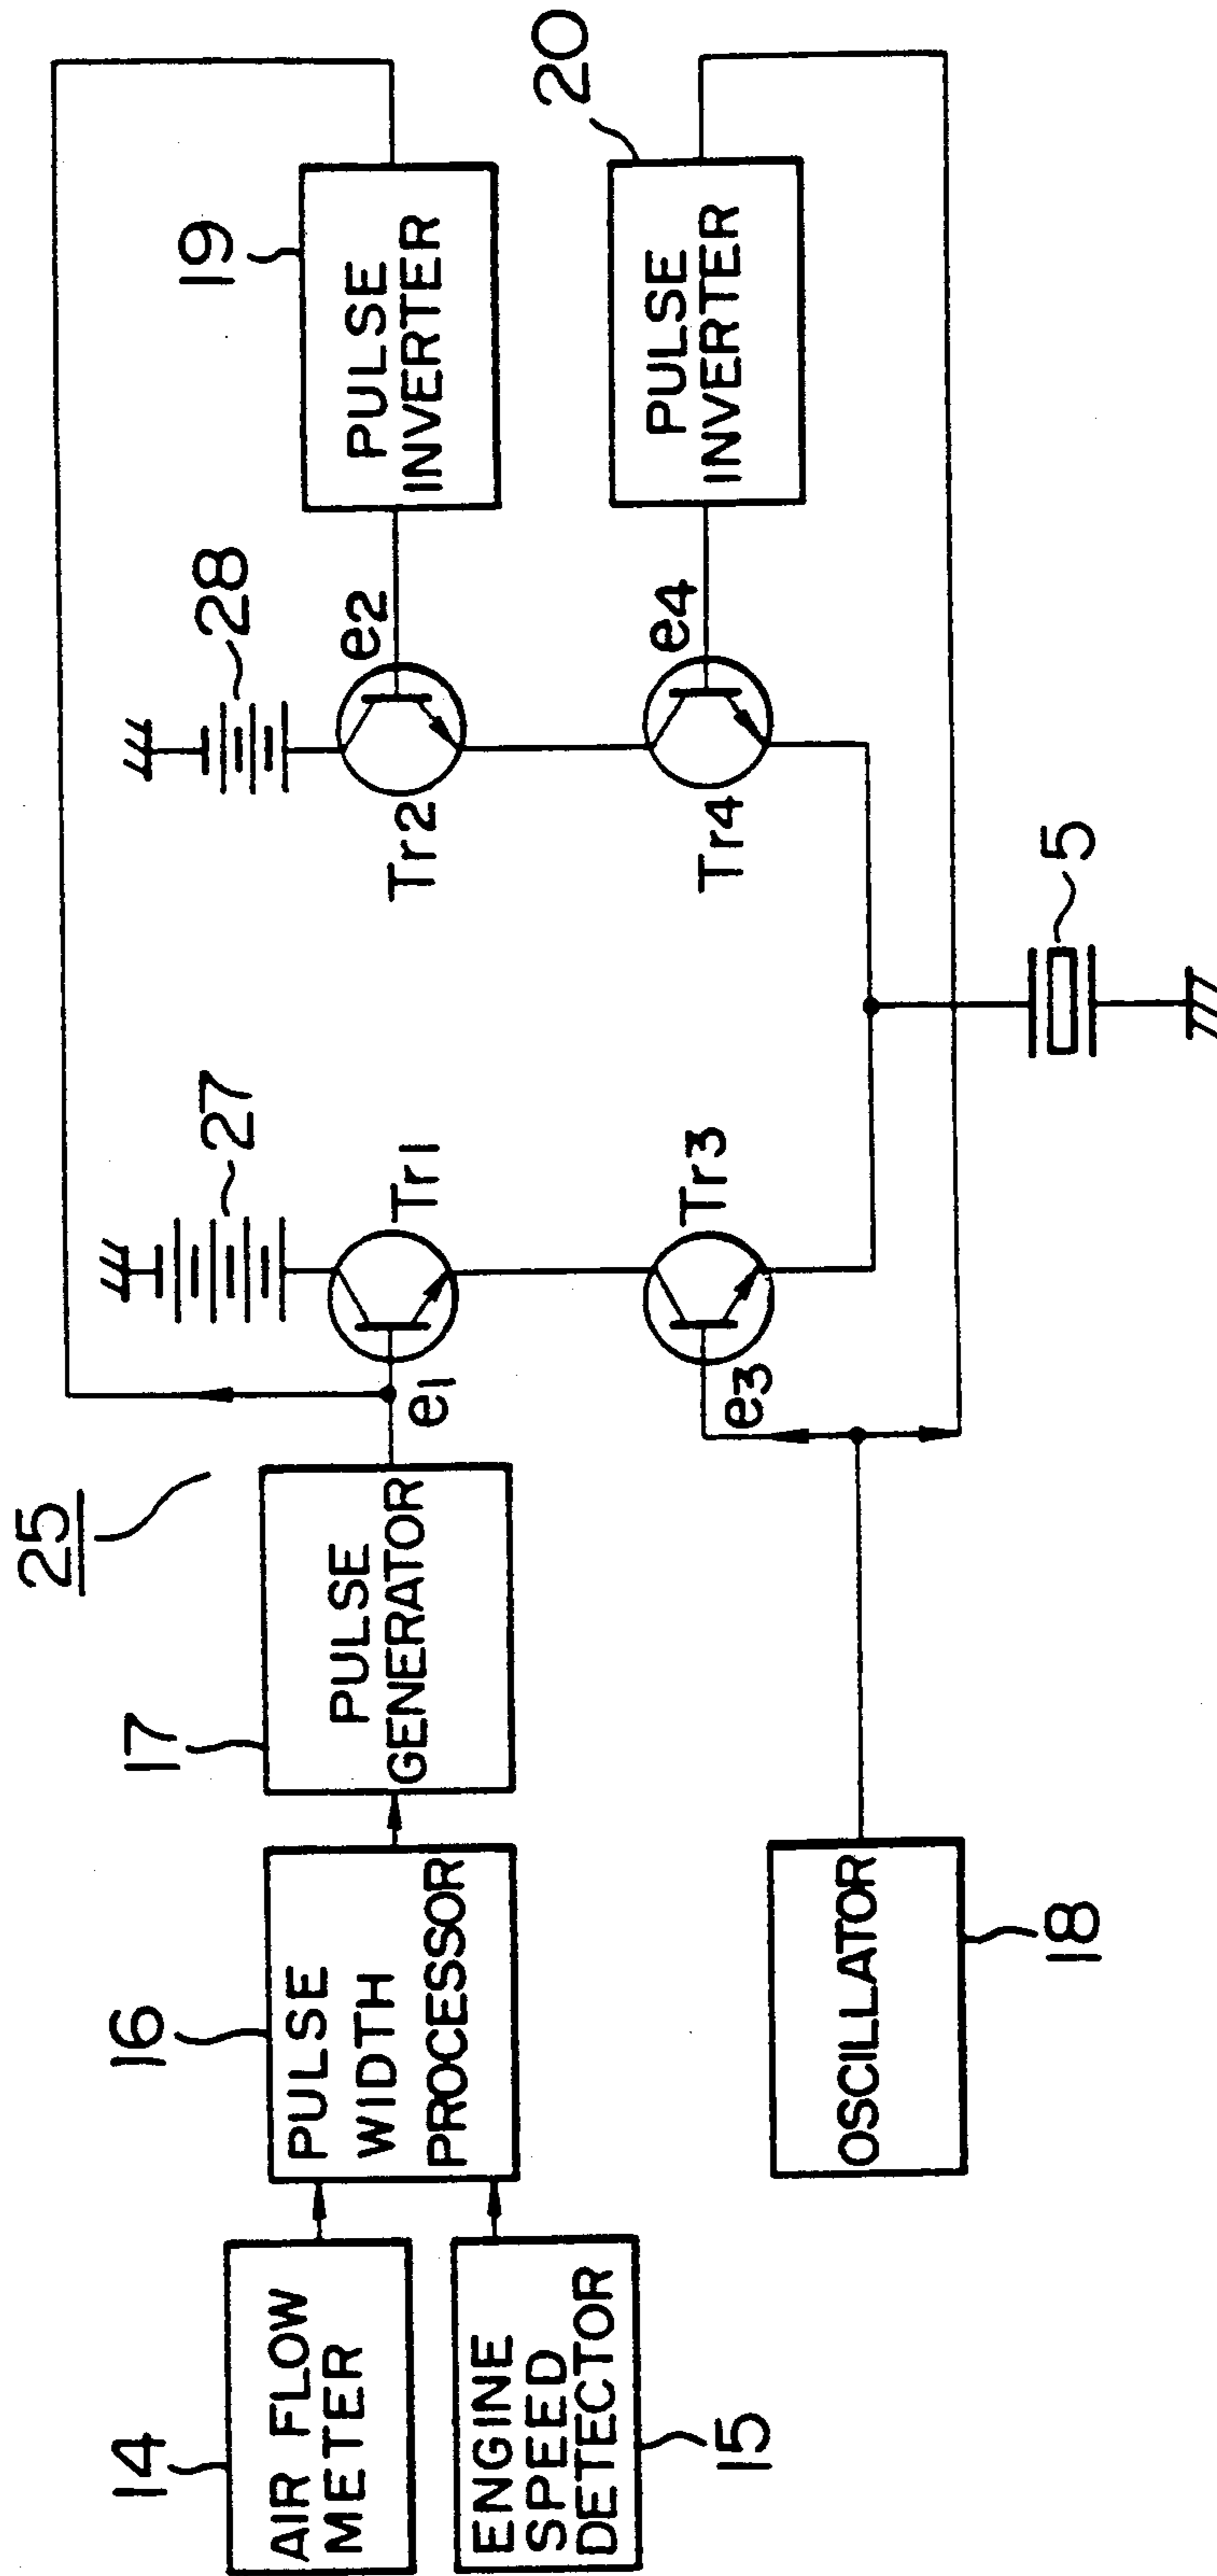 25
14
AIR FLOW
METER
ENGINE
SPEED
DETECTOR
15
16
PULSE
WIDTH
PROCESSOR
17
PULSE
GENERATOR
OSCILLATOR
18
e1
27
Tr1
e3
Tr3
28
Tr2
e2
Tr4
e4
5
19
PULSE
INVERTER
20
PULSE
INVERTER